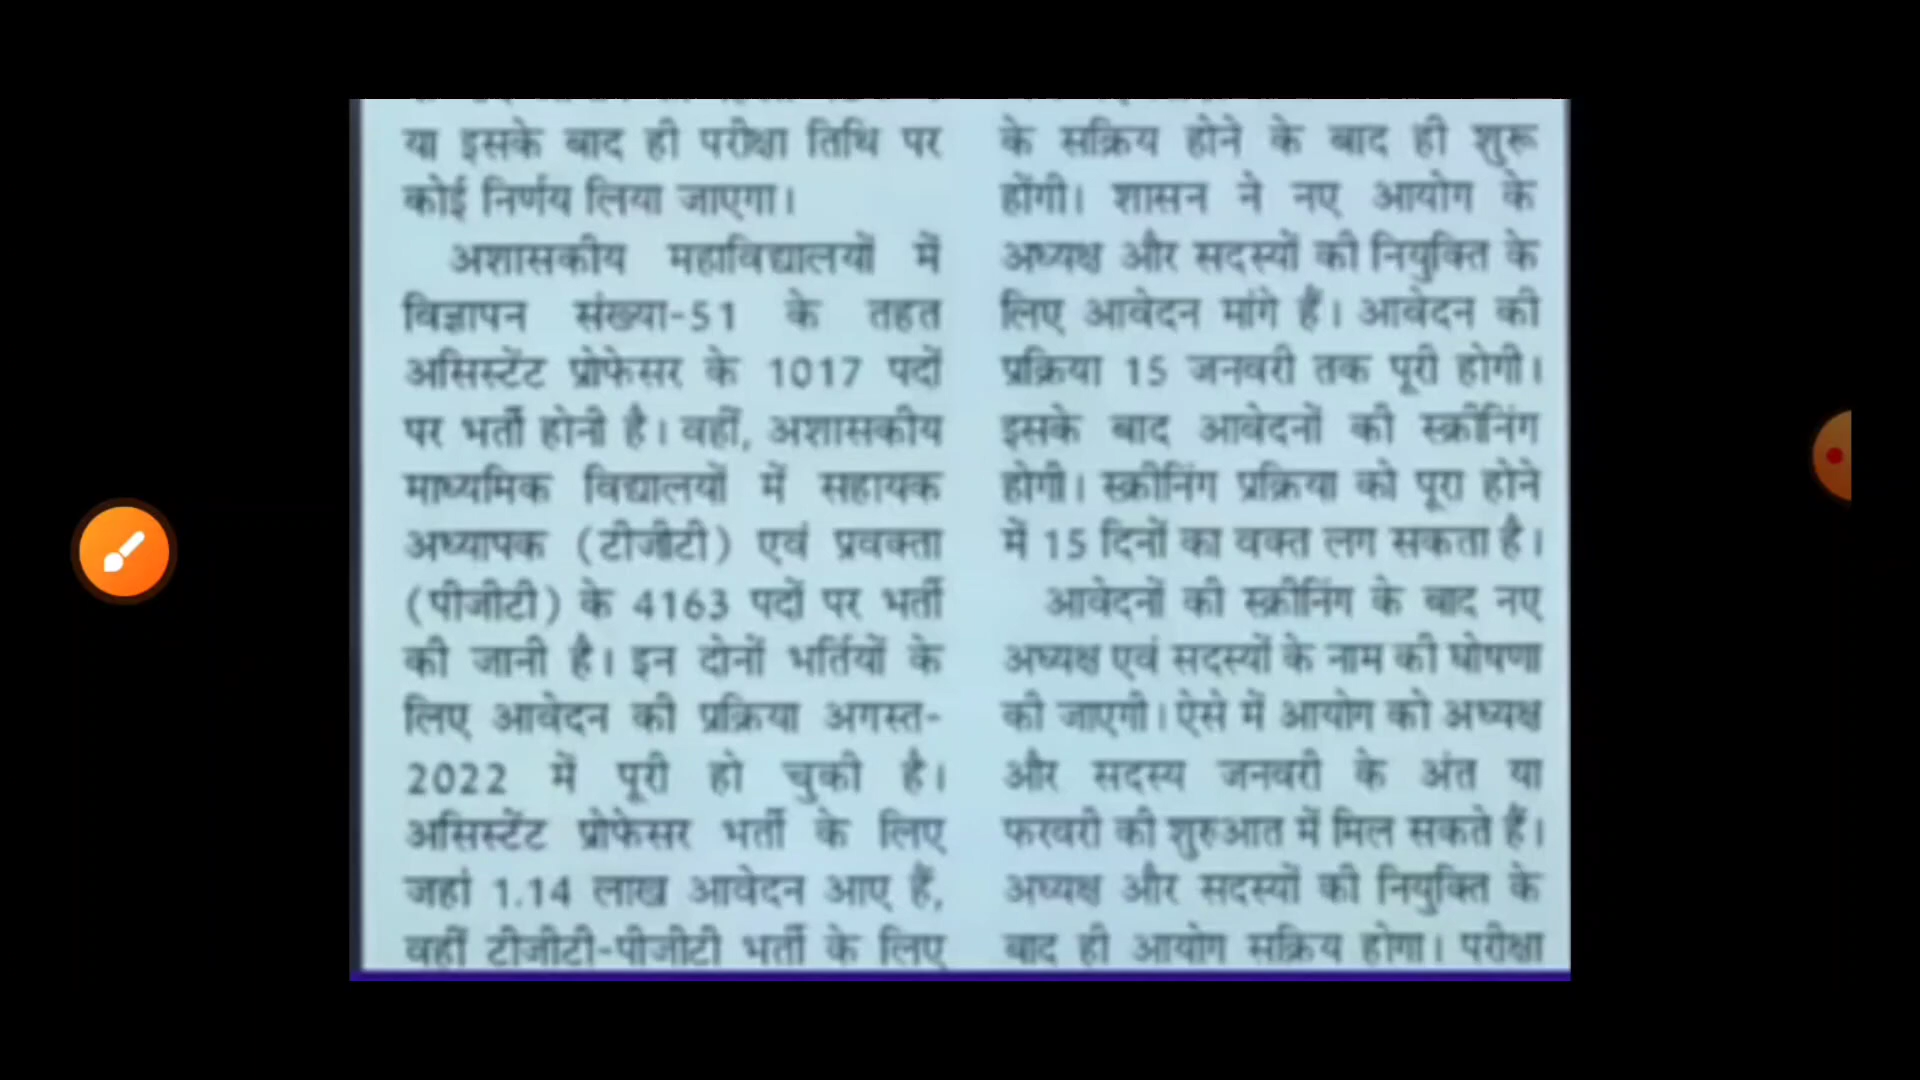 या इसके बाद ही परीक्षा तिथि पर
कोई निर्णय लिया जाएगा।
अशासकीय महाविद्यालयों में
विज्ञापन संख्या-51 के तहत
असिस्टेंट प्रोफेसर के 1017 पदों
पर भर्ती होनी है। वहीं, अशासकीय
माध्यमिक विद्यालयों में सहायक
अध्यापक (टीजीटी) एवं प्रवक्ता
(पीजीटी) के 4163 पदों पर भर्ती
की जानी है। इन दोनों भर्तियों के
लिए आवेदन की प्रक्रिया अगस्त-
2022 में पूरी हो चुकी है।
असिस्टेंट प्रोफेसर भर्ती के लिए
जहां 1.14 लाख आवेदन आए हैं,
वहीं टीजीटी-पीजीटी भर्ती के लिए
के सक्रिय होने के बाद ही शुरू
होंगी। शासन ने नए आयोग के
अध्यक्ष और सदस्यों की नियुक्ति के
लिए आवेदन मांगे हैं। आवेदन की
प्रक्रिया 15 जनवरी तक पूरी होगी।
इसके बाद आवेदनों की स्क्रीनिंग
होगी। स्क्रीनिंग प्रक्रिया को पूरा होने
में 15 दिनों का वक्त लग सकता है।
आवेदनों की स्क्रीनिंग के बाद नए
अध्यक्ष एवं सदस्यों के नाम की घोषणा
की जाएगी। ऐसे में आयोग को अध्यक्ष
और सदस्य जनवरी के अंत या
फरवरी की शुरुआत में मिल सकते हैं।
अध्यक्ष और सदस्यों की नियुक्ति के
बाद ही आयोग सक्रिय होगा। परीक्षा